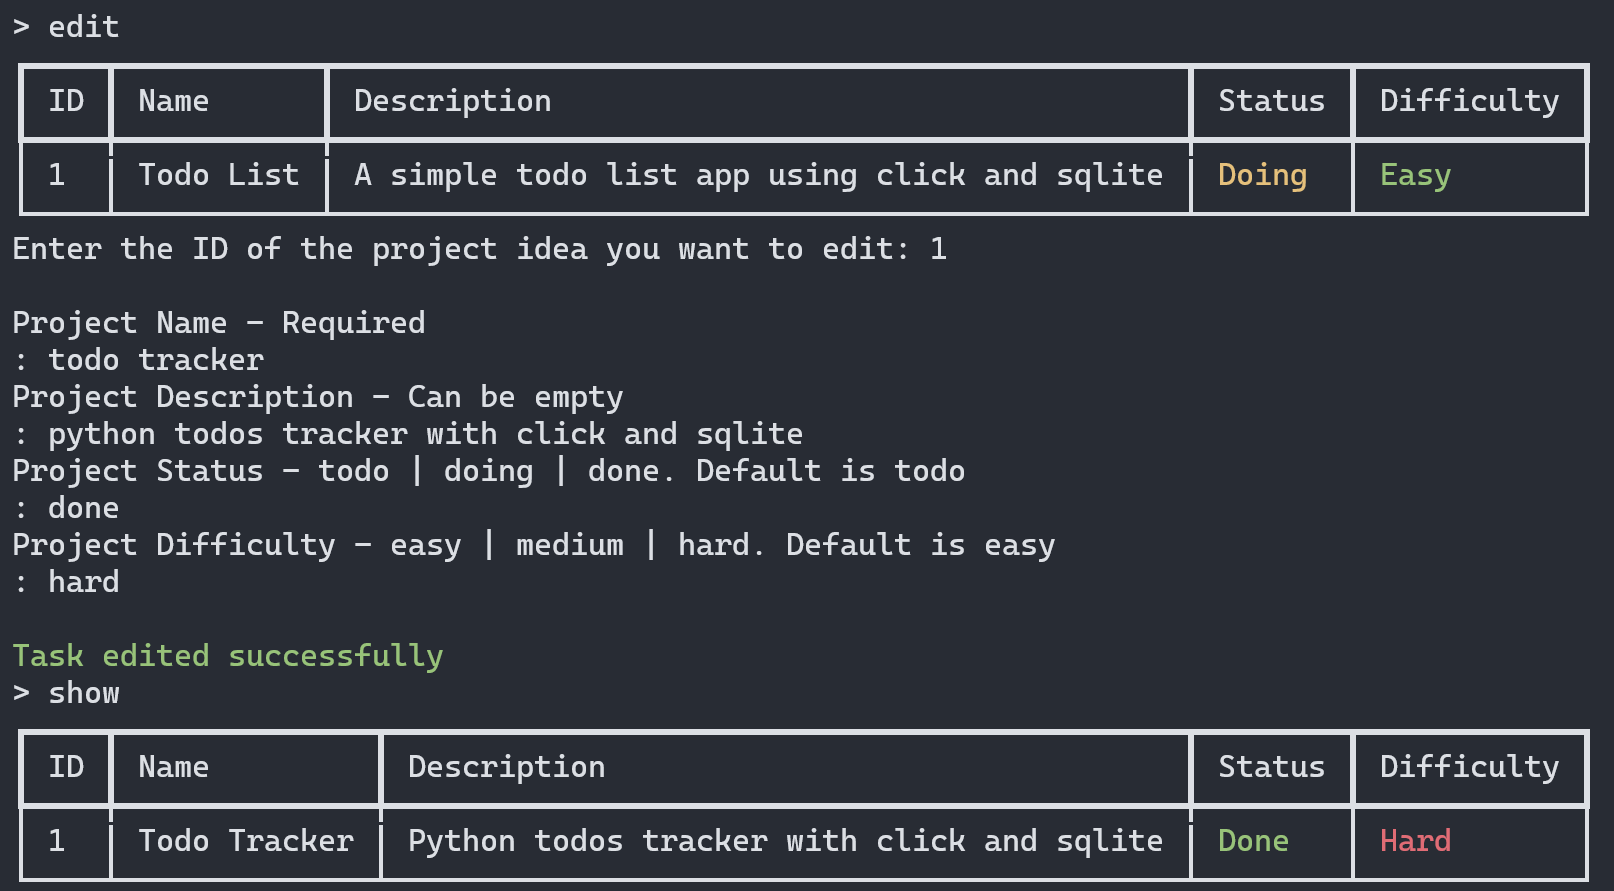 > edit
ID Name Description Status Difficulty
1 Todo List A simple todo list app using click and sqlite Doing Easy
Enter the ID of the project idea you want to edit: 1
Project Name - Required
: todo tracker
Project Description - Can be empty
: python todos tracker with click and sqlite
Project Status - todo | doing | done. Default is todo
: done
Project Difficulty - easy | medium | hard. Default is easy
: hard
Task edited successfully
> show
ID Name Description Status Difficulty
1 Todo Tracker Python todos tracker with click and sqlite Done Hard